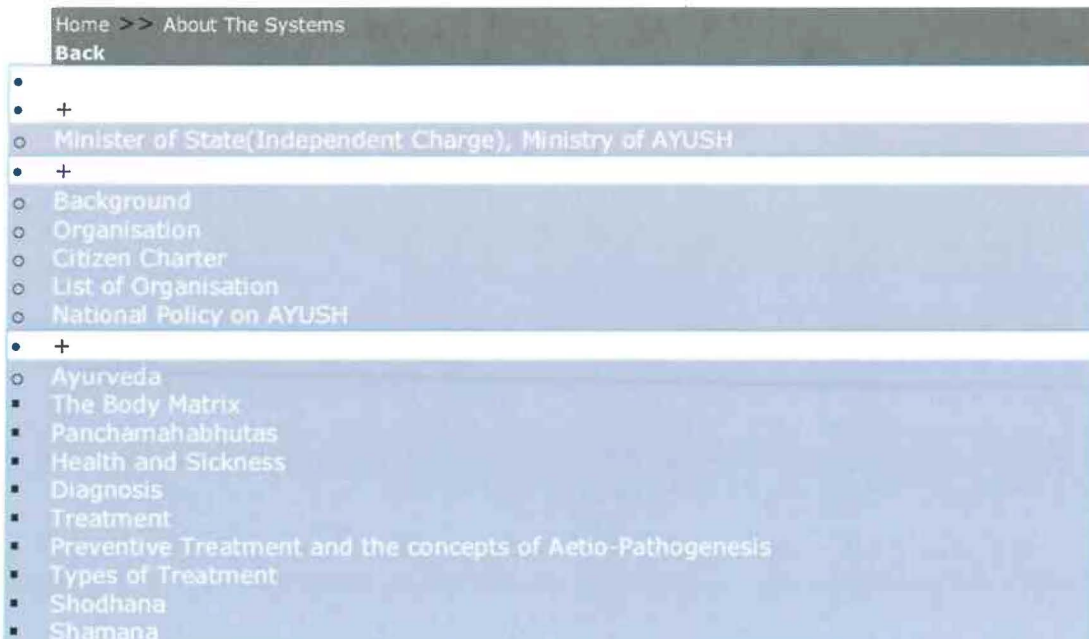 Home >> About The Systems
Back
+
Minister of State(Independent Charge), Ministry of AYUSH
+
Background
Organisation
Citizen Charter
List of Organisation
National Policy on AYUSH
+
Ayurveda
The Body Matrix
Panchamahabhutas
Health and Sickness
Diagnosis
Treatment
Preventive Treatment and the concepts of Aetio-Pathogenesis
Types of Treatment
Shodhana
Shamana